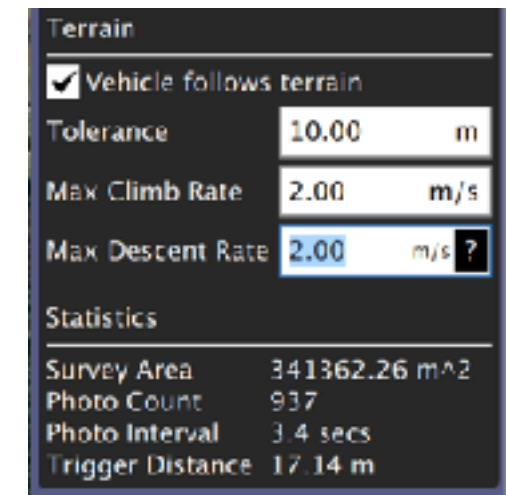 Terrain
Vehicle follows terrain
Tolerance 10.00 m
Max Climb Rate 2.00 m/s
Max Descent Rate 2.00 m/s ?
Statistics
Survey Area 341362.26 m^2
Photo Count 937
Photo Interval 3.4 secs
Trigger Distance 17.14 m